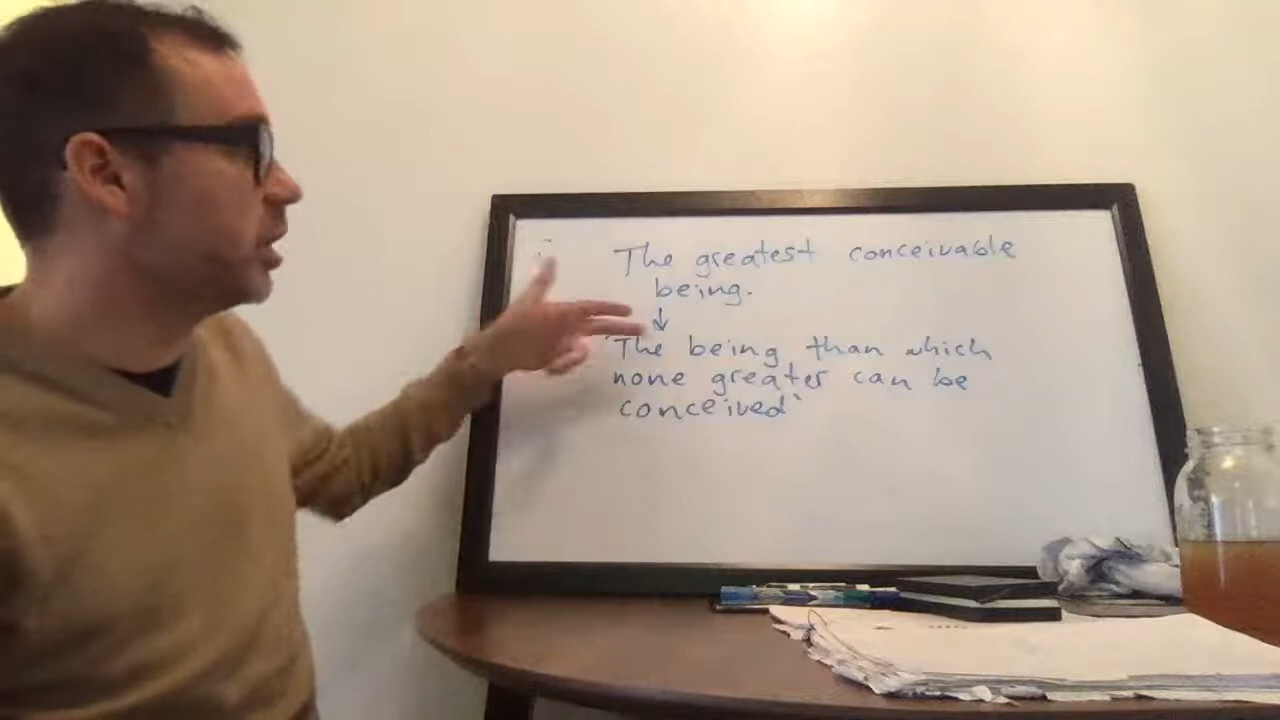 The greatest conceivable
being.
↓
"The being than which
none greater can be
conceived"